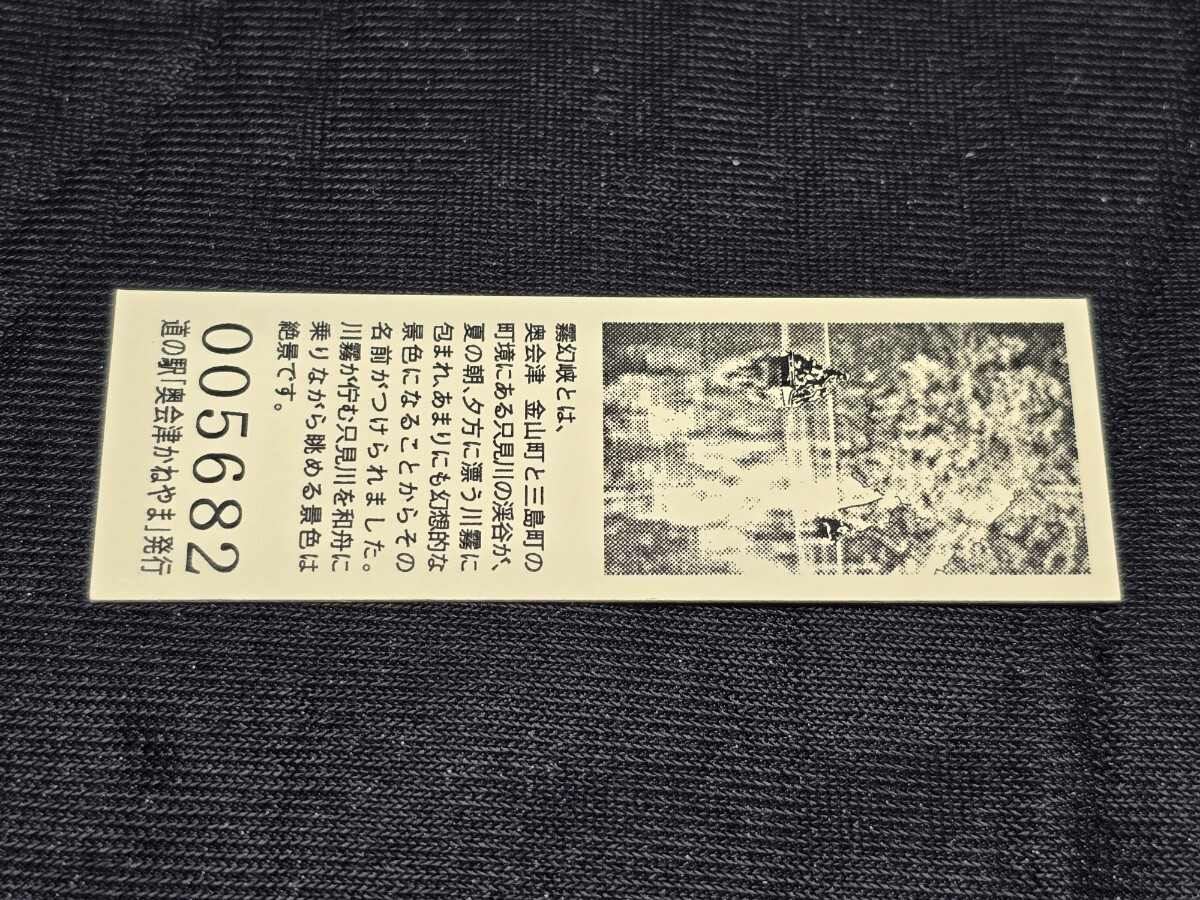 霧幻峡とは、
奥会津 金山町と三島町の
町境にある只見川の渓谷が、
夏の朝、夕方に漂う川霧に
包まれ、あまりにも幻想的な
景色になることからその
名前がつけられました。
川霧が佇む只見川を和舟に
乗りながら眺める景色は
絶景です。
005682
道の駅「奥会津かねやま」発行